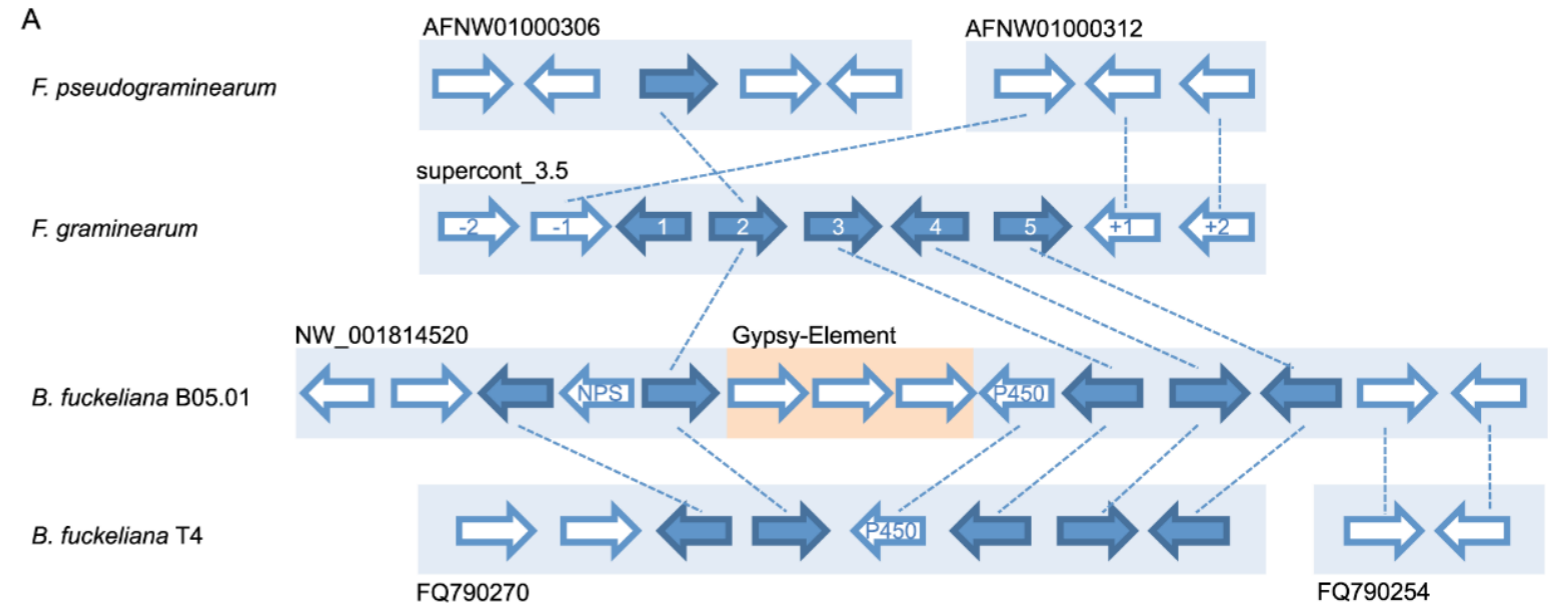 A
AFNW01000306
AFNW01000312
F. pseudograminearum
supercont_3.5
F. graminearum
-2 -1 1 2 3 4 5 +1 +2
NW_001814520
Gypsy-Element
B. fuckeliana B05.01
NPS
P450
B. fuckeliana T4
P450
FQ790270
FQ790254